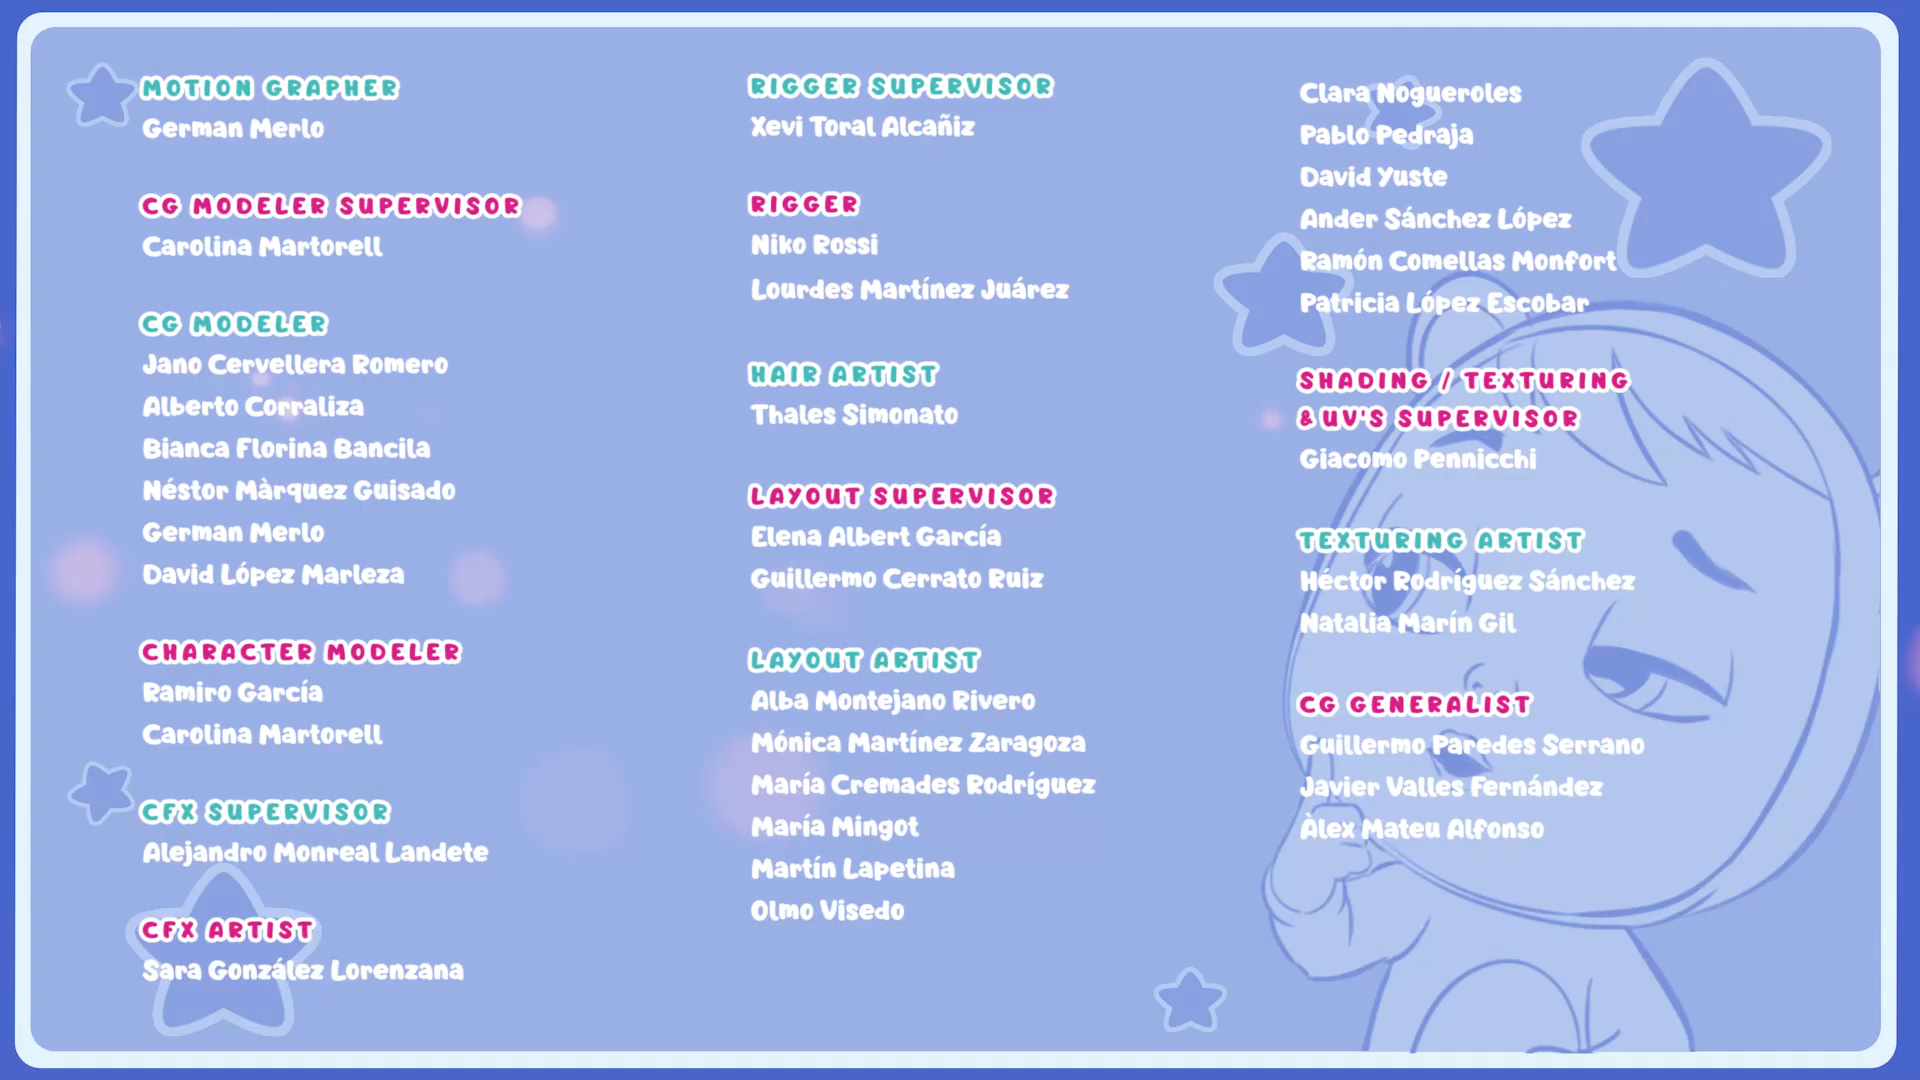 MOTION GRAPHER
German Merlo
CG MODELER SUPERVISOR
Carolina Martorell
CG MODELER
Jano Cervellera Romero
Alberto Corraliza
Bianca Florina Bancila
Néstor Màrquez Guisado
German Merlo
David López Marleza
CHARACTER MODELER
Ramiro García
Carolina Martorell
CFX SUPERVISOR
Alejandro Monreal Landete
CFX ARTIST
Sara González Lorenzana
RIGGER SUPERVISOR
Xevi Toral Alcañiz
RIGGER
Niko Rossi
Lourdes Martínez Juárez
HAIR ARTIST
Thales Simonato
LAYOUT SUPERVISOR
Elena Albert García
Guillermo Cerrato Ruiz
LAYOUT ARTIST
Alba Montejano Rivero
Mónica Martínez Zaragoza
María Cremades Rodríguez
María Mingot
Martín Lapetina
Olmo Visedo
Clara Nogueroles
Pablo Pedraja
David Yuste
Ander Sánchez López
Ramón Comellas Monfort
Patricia López Escobar
SHADING / TEXTURING
& UV'S SUPERVISOR
Giacomo Pennicchi
TEXTURING ARTIST
Héctor Rodríguez Sánchez
Natalia Marín Gil
CG GENERALIST
Guillermo Paredes Serrano
Javier Valles Fernández
Àlex Mateu Alfonso